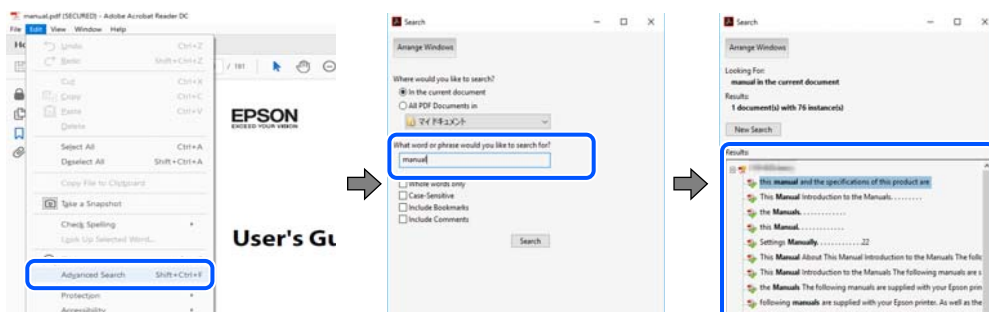 manual.pdf (SECURED) - Adobe Acrobat Reader DC
File Edit View Window Help
Undo Ctrl+Z
Shift+Ctrl+Z
Cut Ctrl+X
Copy Ctrl+C
Paste Ctrl+V
Delete
Select All Ctrl+A
Deselect All Shift+Ctrl+A
Copy File to Clipboard
Take a Snapshot
Check Spelling
Look Up Selected Word...
Advanced Search Shift+Ctrl+F
Protection
Accessibility
/ 191
EPSON
EXCEED YOUR VISION
User's Gu
Search
Arrange Windows
Where would you like to search?
In the current document
All PDF Documents in
マイ ドキュメント
What word or phrase would you like to search for?
manual
Whole words only
Case-Sensitive
Include Bookmarks
Include Comments
Search
Search
Arrange Windows
Looking For:
manual in the current document
Results:
1 document(s) with 76 instance(s)
New Search
Results:
this manual and the specifications of this product are
This Manual Introduction to the Manuals. . . . . . . . .
the Manuals. . . . . . . . . . . . .
this Manual. . . . . . . . . . . . .
Settings Manually. . . . . . . . . . . . .22
This Manual About This Manual Introduction to the Manuals The follo
This Manual Introduction to the Manuals The following manuals are s
the Manuals The following manuals are supplied with your Epson prin
following manuals are supplied with your Epson printer. As well as the